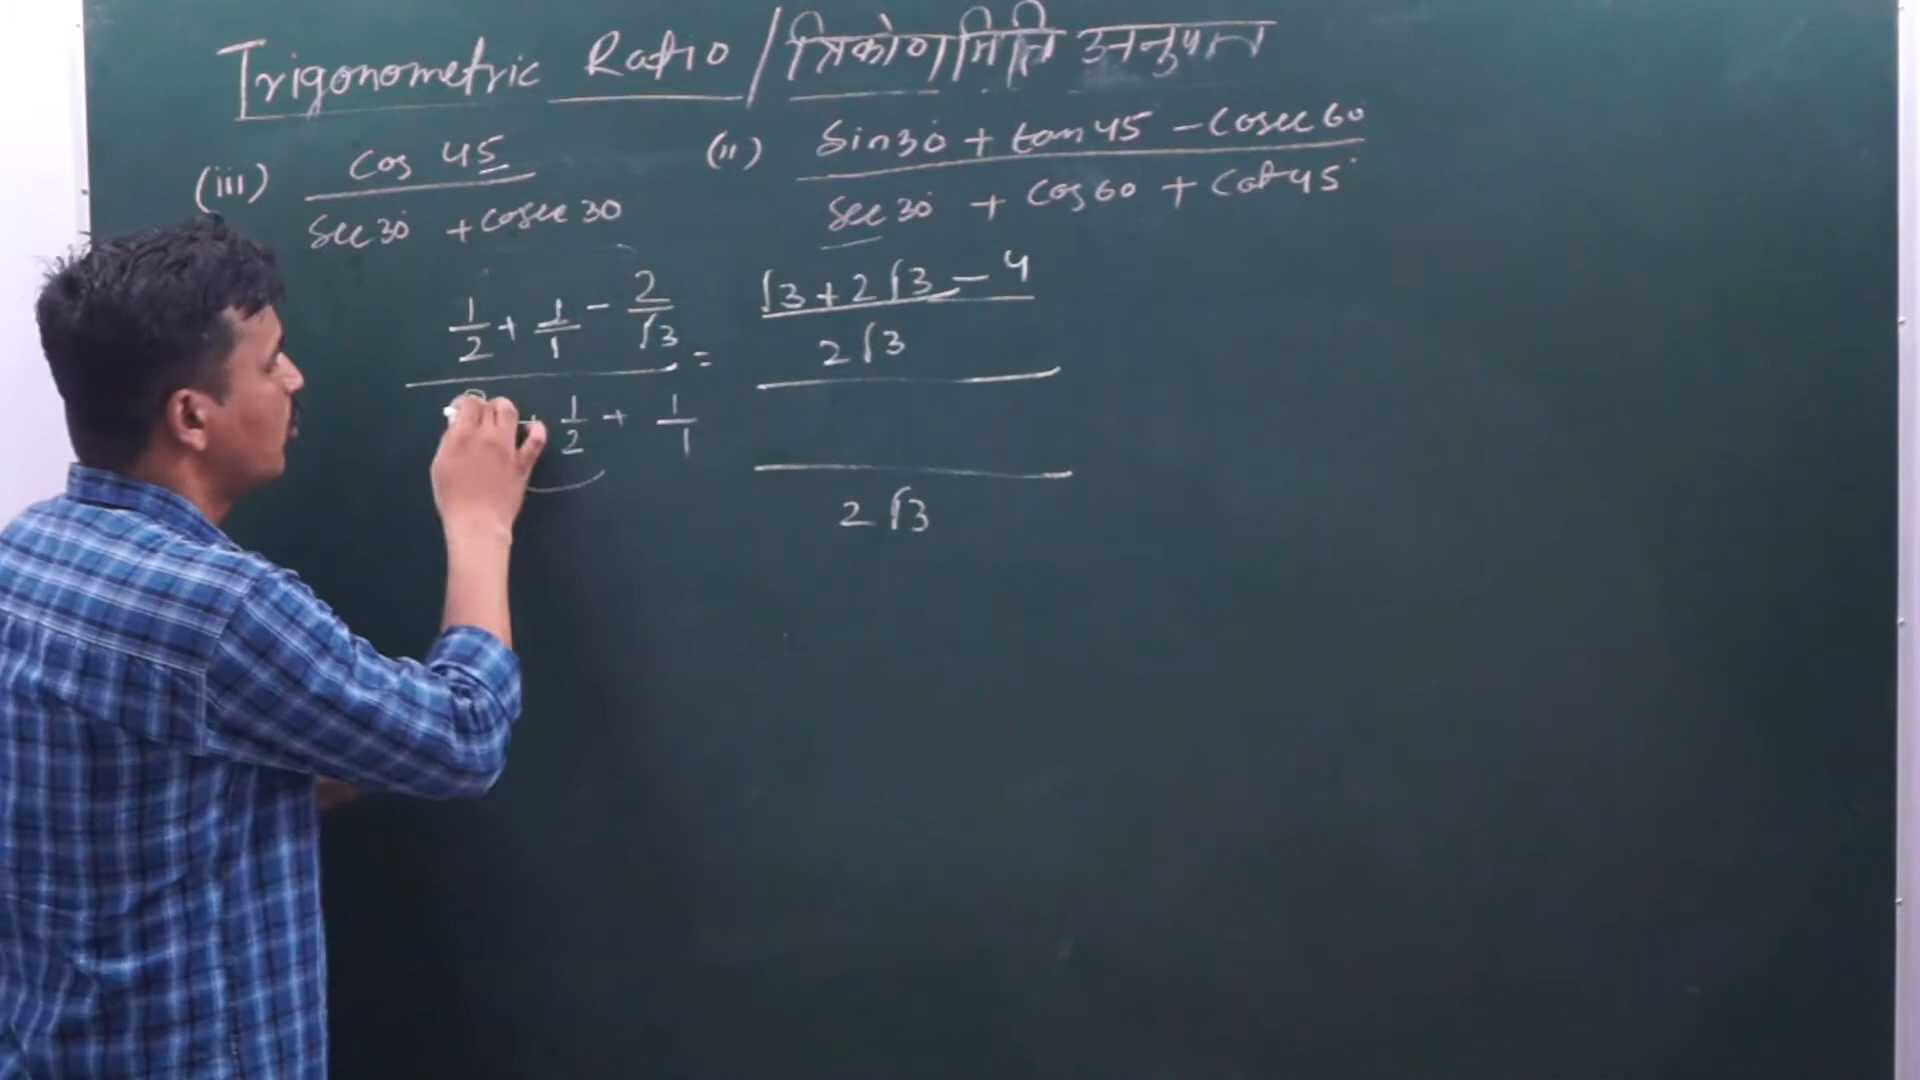 Trigonometric Ratio / त्रिकोणमिति अनुपात
(iii) cos 45 / sec 30° + cosec 30
(ii) sin 30° + tan 45 - cosec 60 / sec 30° + cos 60 + cot 45°
1/2 + 1/1 - 2/√3 = √3 + 2√3 - 4 / 2√3
+ 1/2 + 1/1
2√3